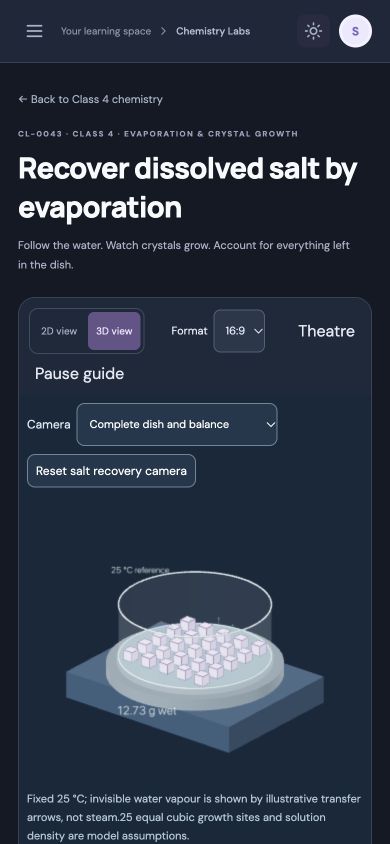 Your learning space > Chemistry Labs S
← Back to Class 4 chemistry
CL-0043 · CLASS 4 · EVAPORATION & CRYSTAL GROWTH
Recover dissolved salt by
evaporation
Follow the water. Watch crystals grow. Account for everything left
in the dish.
2D view 3D view Format 16:9 Theatre
Pause guide
Camera Complete dish and balance
Reset salt recovery camera
25 °C reference
12.73 g wet
Fixed 25 °C; invisible water vapour is shown by illustrative transfer
arrows, not steam.25 equal cubic growth sites and solution
density are model assumptions.